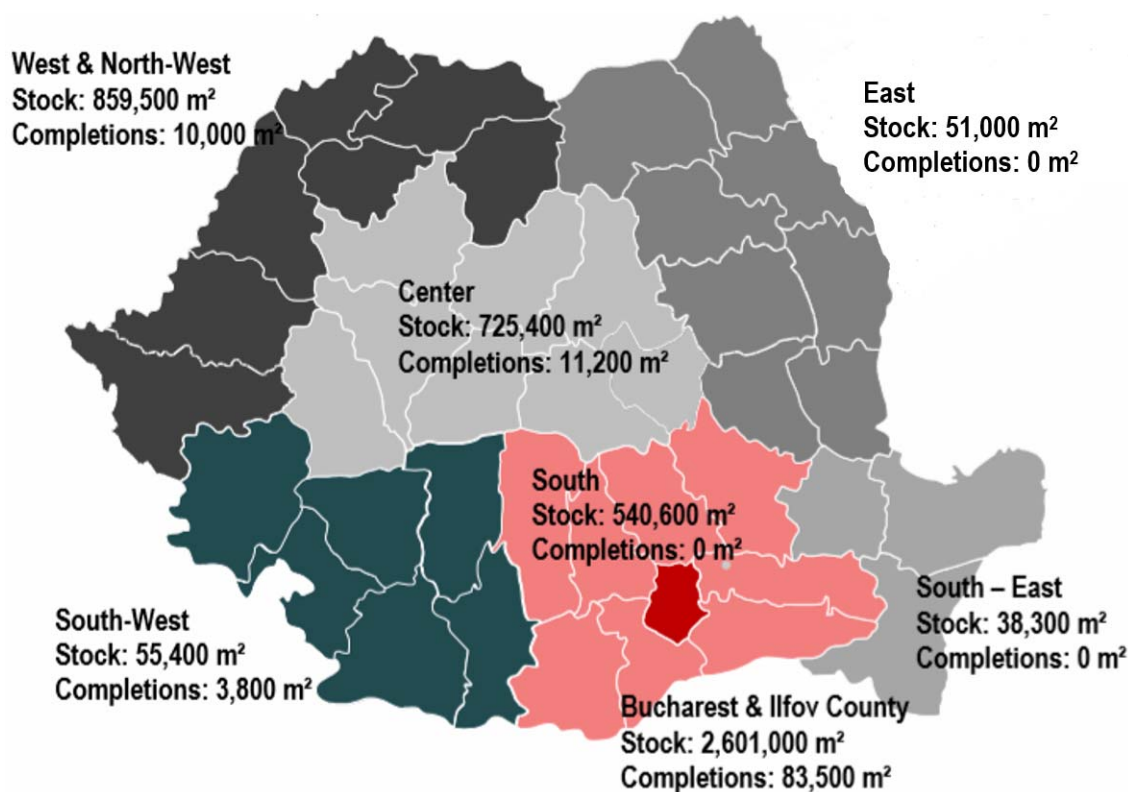 West & North-West
Stock: 859,500 m²
Completions: 10,000 m²
East
Stock: 51,000 m²
Completions: 0 m²
Center
Stock: 725,400 m²
Completions: 11,200 m²
South
Stock: 540,600 m²
Completions: 0 m²
South – East
Stock: 38,300 m²
Completions: 0 m²
South-West
Stock: 55,400 m²
Completions: 3,800 m²
Bucharest & Ilfov County
Stock: 2,601,000 m²
Completions: 83,500 m²